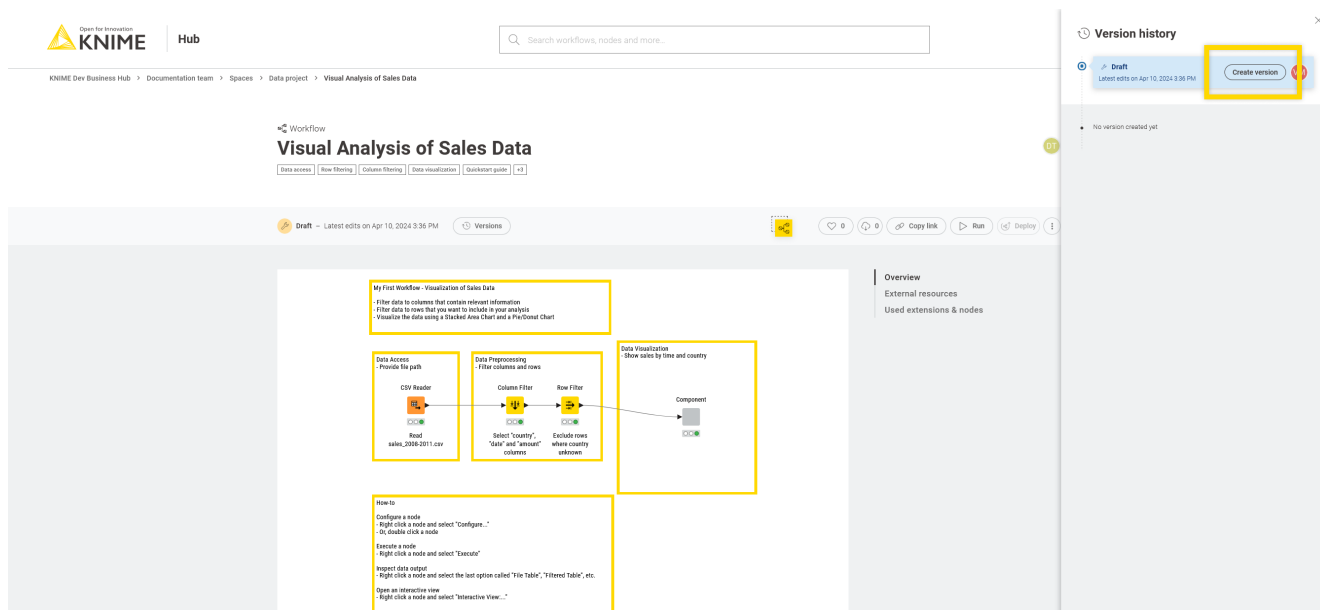 Open for Innovation
KNIME
Hub
Search workflows, nodes and more...
KNIME Dev Business Hub > Documentation team > Spaces > Data project > Visual Analysis of Sales Data
Workflow
Visual Analysis of Sales Data
Data access Row filtering Column filtering Data visualization Quickstart guide +3
DT
Draft – Latest edits on Apr 10, 2024 3:36 PM
Versions
0
0
Copy link
Run
Deploy
My First Workflow - Visualization of Sales Data
- Filter data to columns that contain relevant information
- Filter data to rows that you want to include in your analysis
- Visualize the data using a Stacked Area Chart and a Pie/Donut Chart
Data Access
- Provide file path
CSV Reader
Read
sales_2008-2011.csv
Data Preprocessing
- Filter columns and rows
Column Filter
Select "country",
"date" and "amount"
columns
Row Filter
Exclude rows
where country
unknown
Data Visualization
- Show sales by time and country
Component
How-to
Configure a node
- Right click a node and select "Configure..."
- Or, double click a node
Execute a node
- Right click a node and select "Execute"
Inspect data output
- Right click a node and select the last option called "File Table", "Filtered Table", etc.
Open an interactive view
- Right click a node and select "Interactive View:..."
Overview
External resources
Used extensions & nodes
Version history
Draft
Latest edits on Apr 10, 2024 3:36 PM
Create version
No version created yet